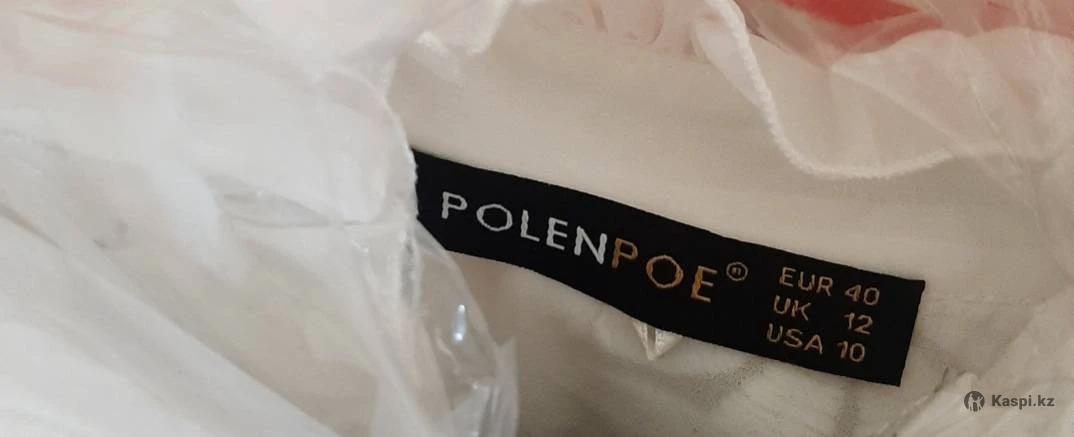 POLENPOE®
EUR 40
UK 12
USA 10
Kaspi.kz